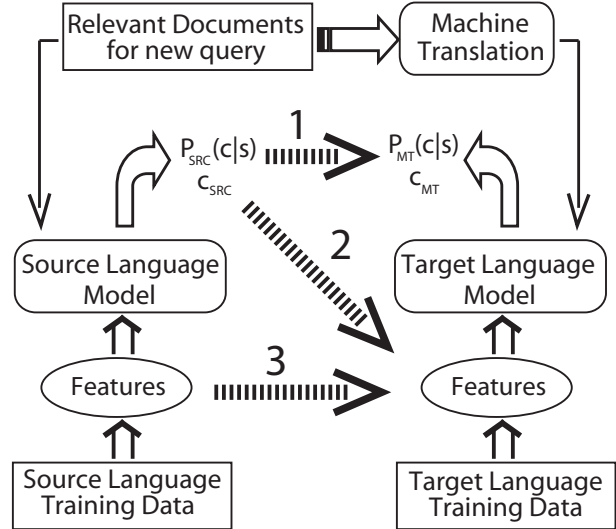 Relevant Documents
for new query
Machine
Translation
1
P_SRC(c|s)
c_SRC
P_MT(c|s)
c_MT
2
Source Language
Model
Target Language
Model
3
Features
Features
Source Language
Training Data
Target Language
Training Data